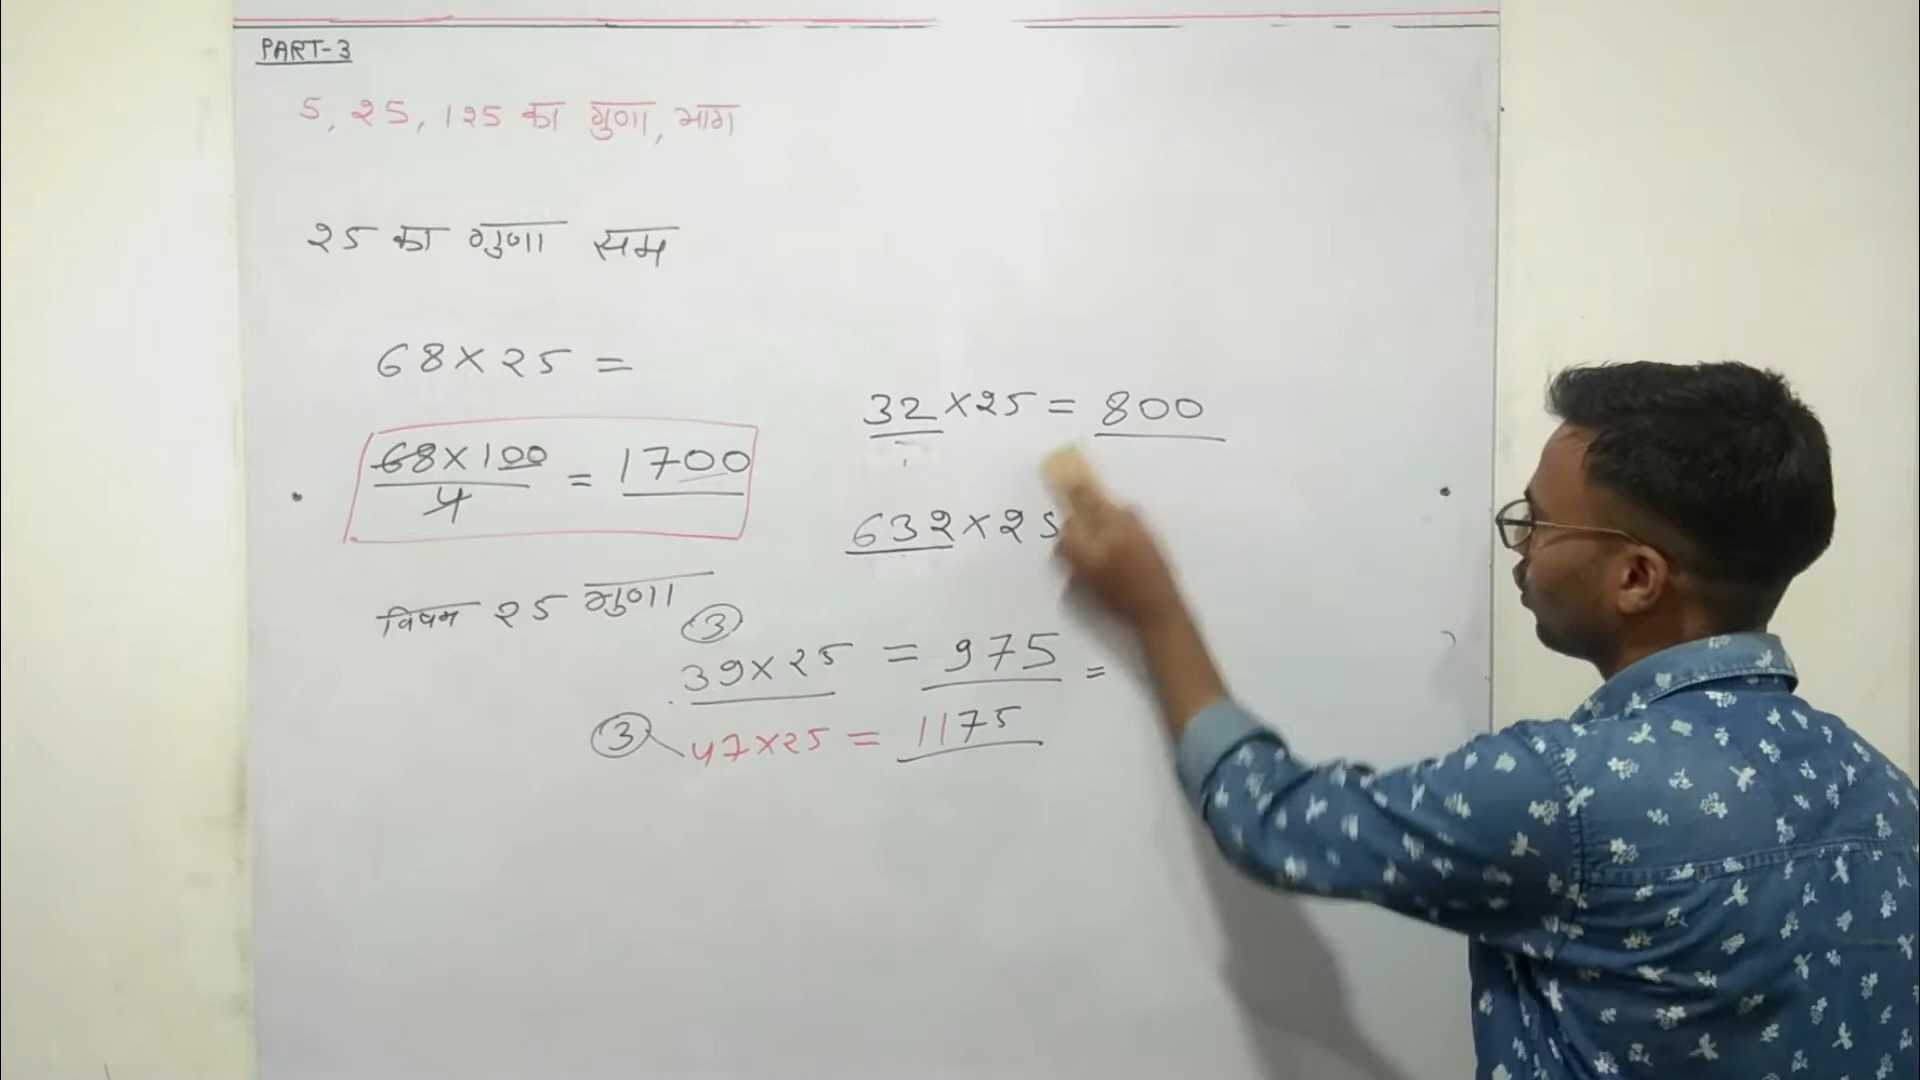 PART-3
5, 25, 125 का गुणा, भाग
25 का गुणा सम
68×25 =
68×100
4
= 1700
32×25 = 800
632×25
विषम 25 गुणा
3
39×25 = 975 =
3 47×25 = 1175